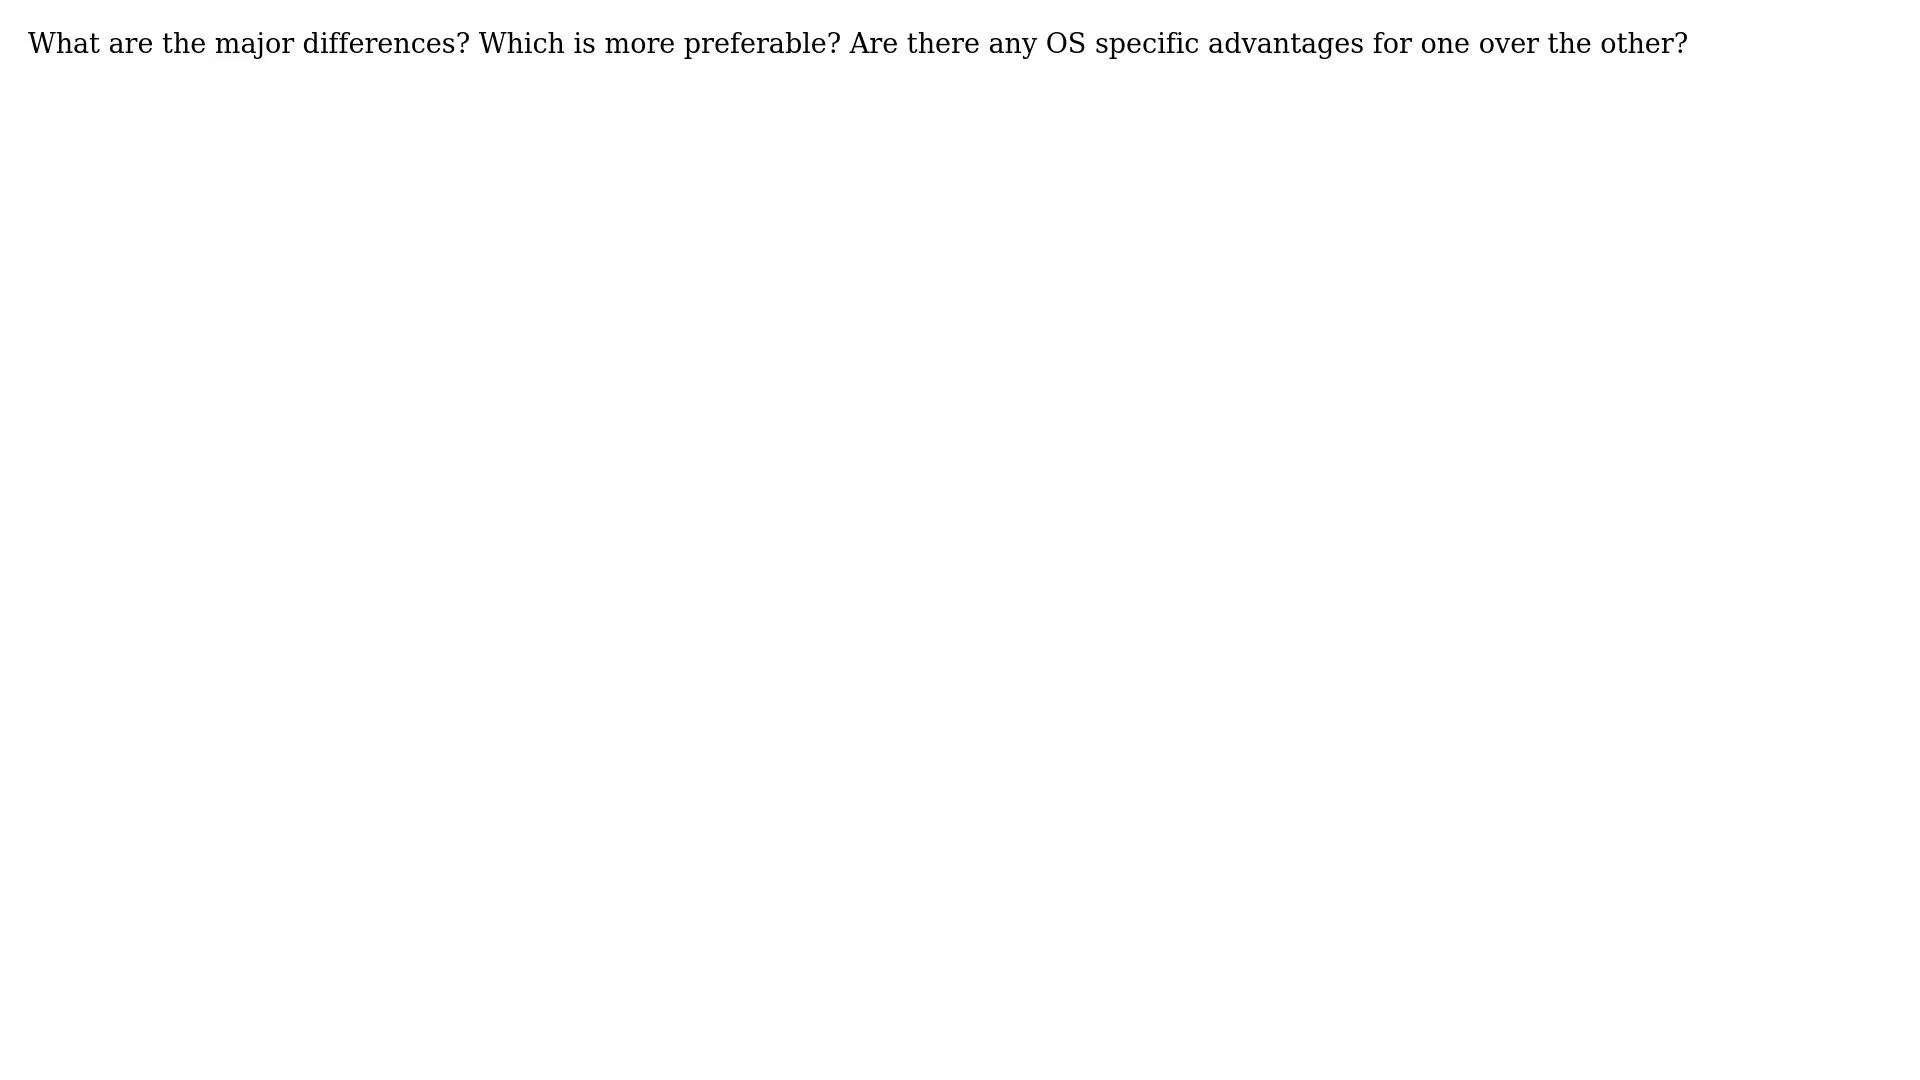 What are the major differences? Which is more preferable? Are there any OS specific advantages for one over the other?